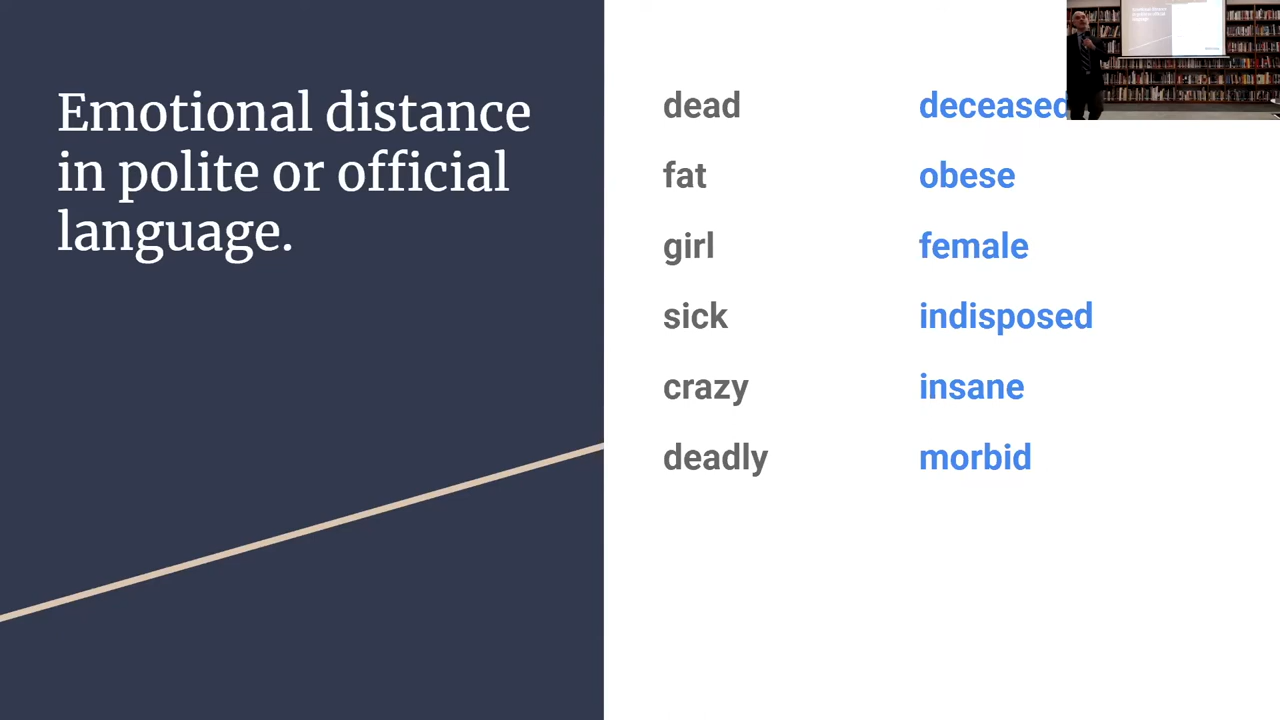 Emotional distance
in polite or official
language.
dead deceased
fat obese
girl female
sick indisposed
crazy insane
deadly morbid